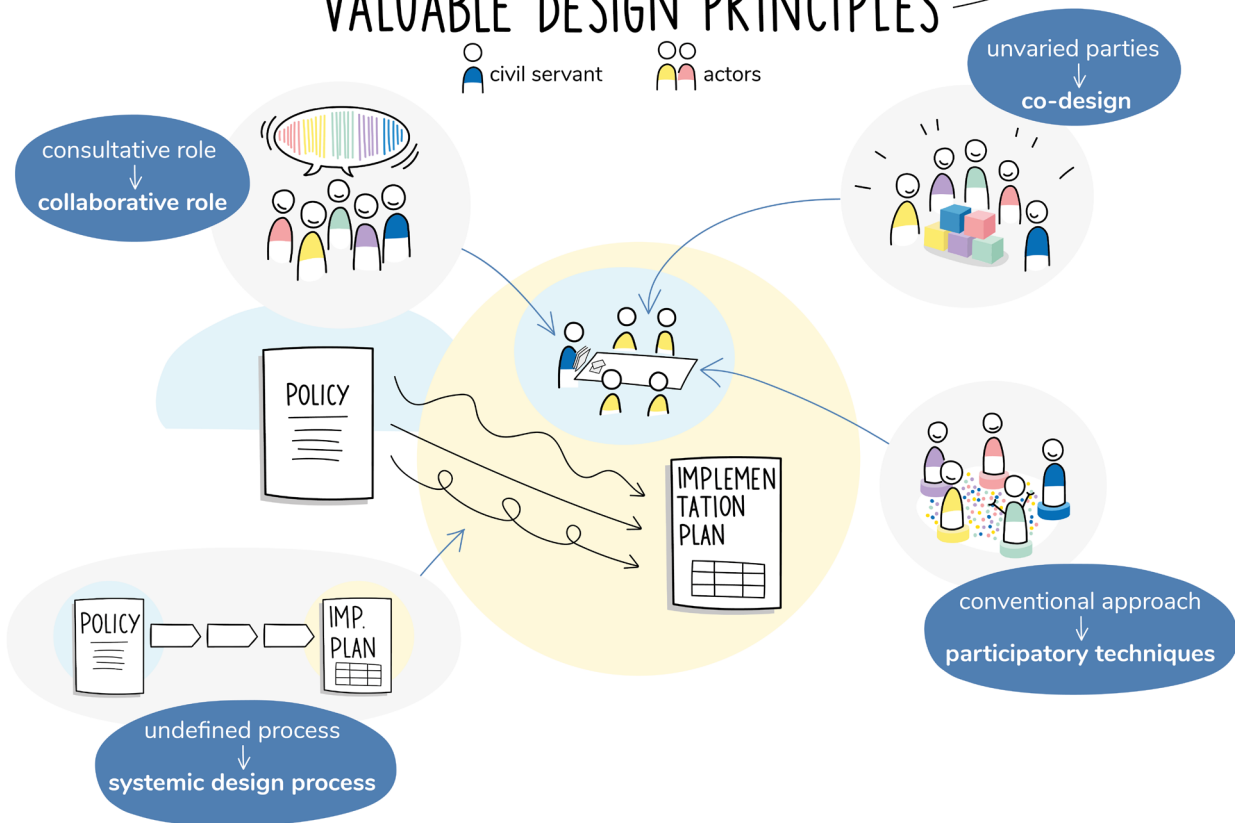 VALUABLE DESIGN PRINCIPLES
civil servant
actors
unvaried parties
co-design
consultative role
collaborative role
POLICY
IMPLEMEN
TATION
PLAN
POLICY
IMP.
PLAN
conventional approach
participatory techniques
undefined process
systemic design process